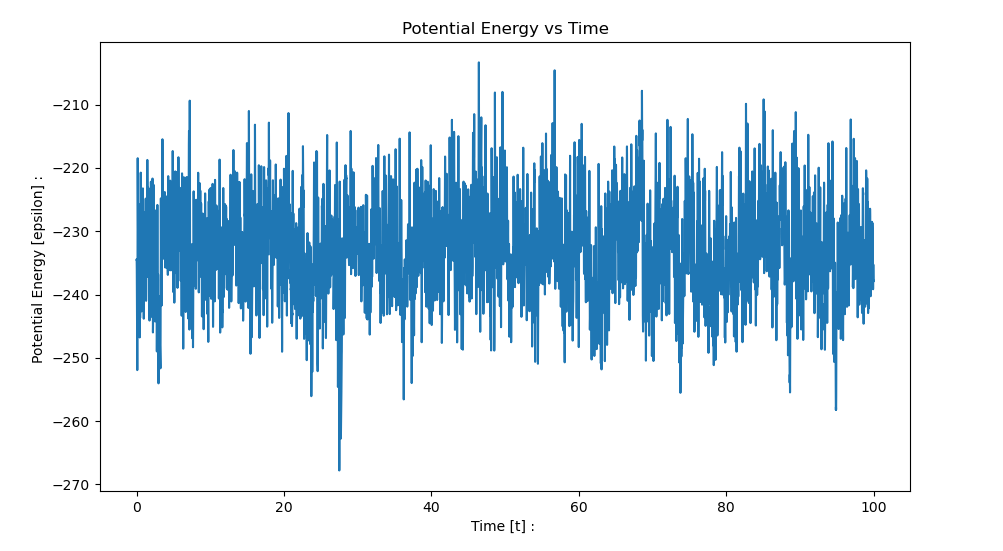 Potential Energy vs Time
Potential Energy [epsilon] :
−210
−220
−230
−240
−250
−260
−270
0 20 40 60 80 100
Time [t] :